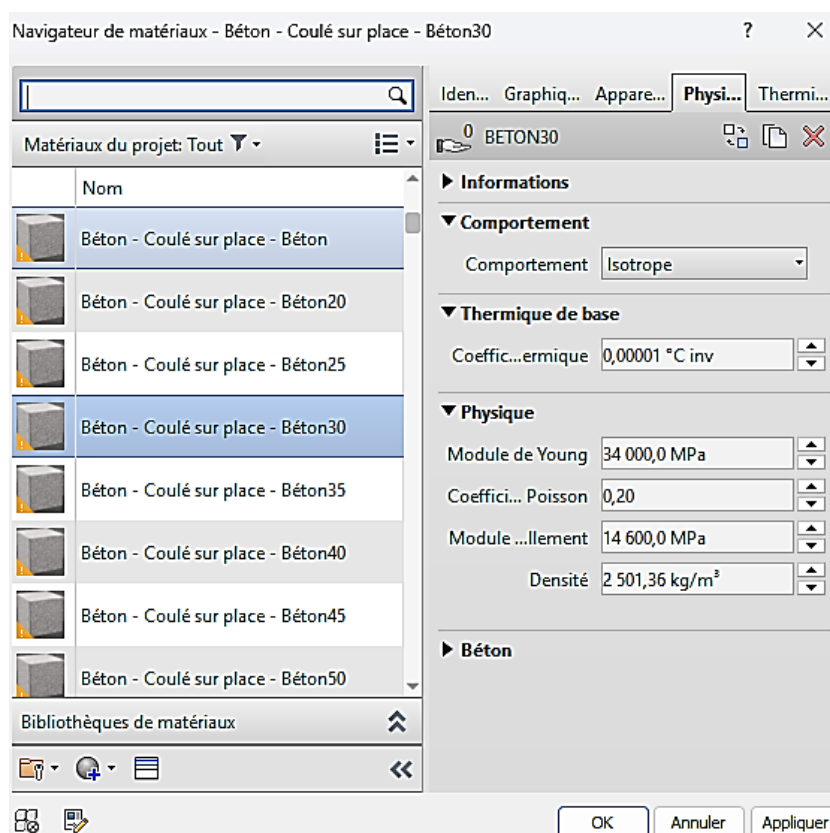 Navigateur de matériaux - Béton - Coulé sur place - Béton30 ?
Matériaux du projet: Tout
Nom
Béton - Coulé sur place - Béton
Béton - Coulé sur place - Béton20
Béton - Coulé sur place - Béton25
Béton - Coulé sur place - Béton30
Béton - Coulé sur place - Béton35
Béton - Coulé sur place - Béton40
Béton - Coulé sur place - Béton45
Béton - Coulé sur place - Béton50
Bibliothèques de matériaux
Iden... Graphiq... Appare... Physi... Thermi...
0 BETON30
Informations
Comportement
Comportement Isotrope
Thermique de base
Coeffic...ermique 0,00001 °C inv
Physique
Module de Young 34 000,0 MPa
Coeffici... Poisson 0,20
Module ...llement 14 600,0 MPa
Densité 2 501,36 kg/m³
Béton
OK Annuler Appliquer